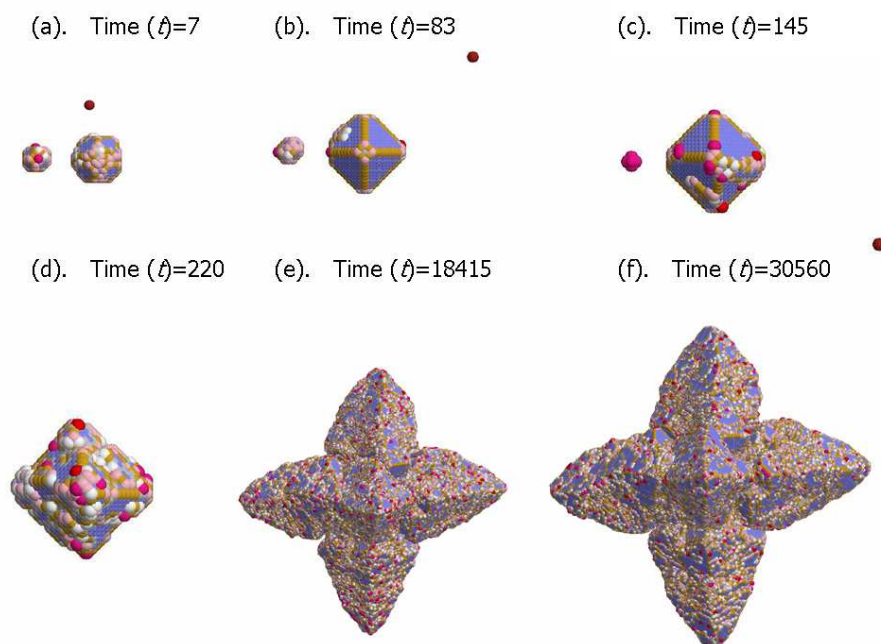 (a). Time (t)=7
(b). Time (t)=83
(c). Time (t)=145
(d). Time (t)=220
(e). Time (t)=18415
(f). Time (t)=30560